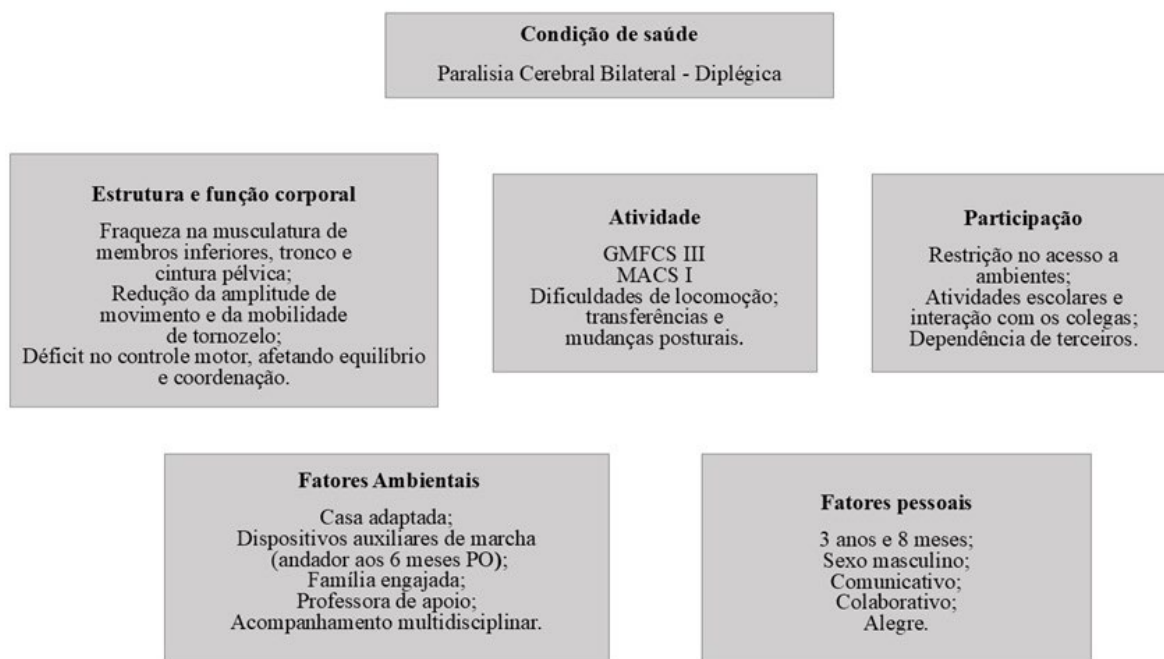 Condição de saúde
Paralisia Cerebral Bilateral - Diplégica
Estrutura e função corporal
Fraqueza na musculatura de
membros inferiores, tronco e
cintura pélvica;
Redução da amplitude de
movimento e da mobilidade
de tornozelo;
Déficit no controle motor, afetando equilíbrio
e coordenação.
Atividade
GMFCS III
MACS I
Dificuldades de locomoção;
transferências e
mudanças posturais.
Participação
Restrição no acesso a
ambientes;
Atividades escolares e
interação com os colegas;
Dependência de terceiros.
Fatores Ambientais
Casa adaptada;
Dispositivos auxiliares de marcha
(andador aos 6 meses PO);
Família engajada;
Professora de apoio;
Acompanhamento multidisciplinar.
Fatores pessoais
3 anos e 8 meses;
Sexo masculino;
Comunicativo;
Colaborativo;
Alegre.